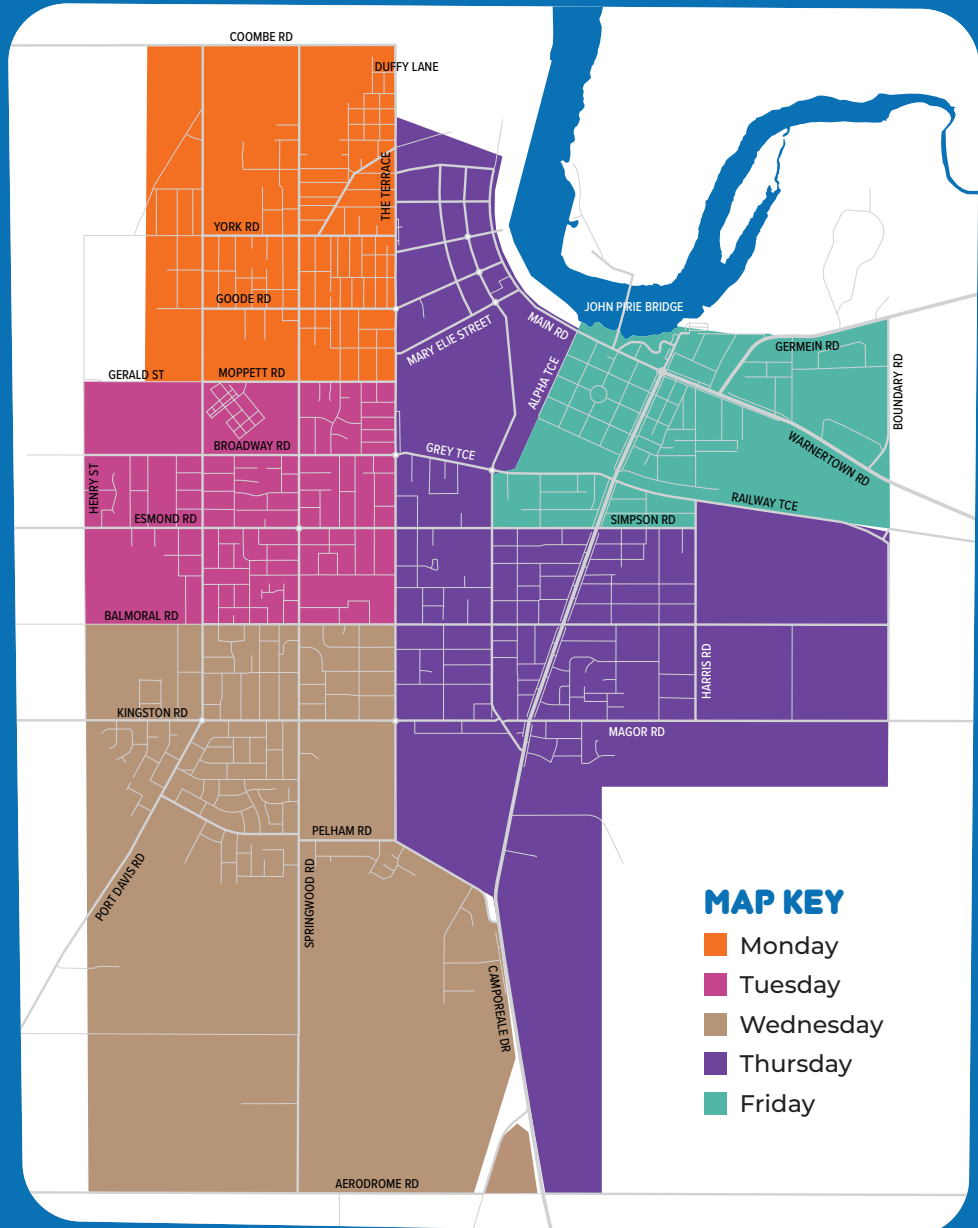 COOMBE RD
DUFFY LANE
THE TERRACE
YORK RD
GOODE RD
JOHN PIRIE BRIDGE
MAIN RD
MARY ELIE STREET
GERMEIN RD
BOUNDARY RD
GERALD ST
MOPPETT RD
ALPHA TCE
BROADWAY RD
GREY TCE
WARNERTOWN RD
HENRY ST
RAILWAY TCE
ESMOND RD
SIMPSON RD
BALMORAL RD
HARRIS RD
KINGSTON RD
MAGOR RD
PELHAM RD
PORT DAVIS RD
SPRINGWOOD RD
CAMPOREALE DR
AERODROME RD
MAP KEY
Monday
Tuesday
Wednesday
Thursday
Friday